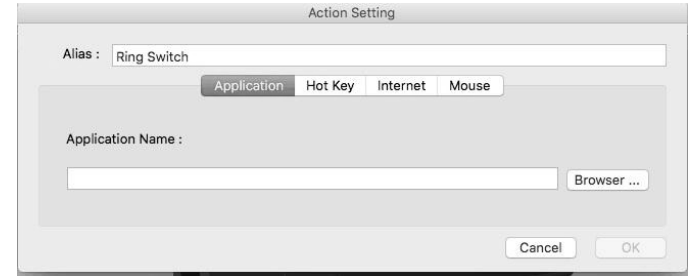 Action Setting
Alias : Ring Switch
Application Hot Key Internet Mouse
Application Name :
Browser ...
Cancel OK